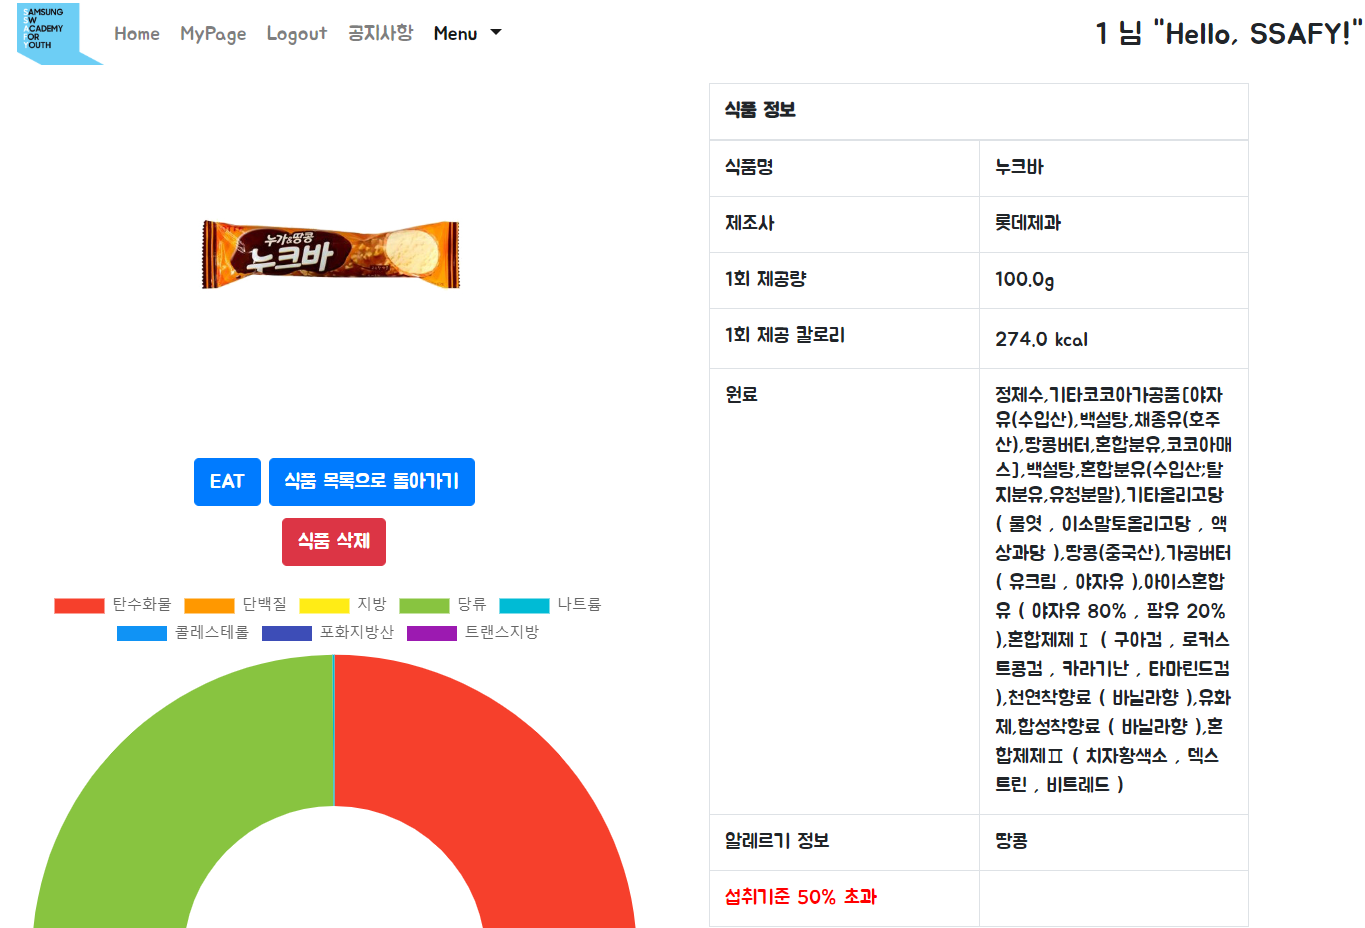 SAMSUNG
SW
ACADEMY
FOR
YOUTH
Home MyPage Logout 공지사항 Menu
1 님 "Hello, SSAFY!"
누가&땅콩
누크바
EAT 식품 목록으로 돌아가기
식품 삭제
탄수화물 단백질 지방 당류 나트륨
콜레스테롤 포화지방산 트랜스지방
식품 정보
식품명 누크바
제조사 롯데제과
1회 제공량 100.0g
1회 제공 칼로리 274.0 kcal
원료 정제수,기타코코아가공품[야자
유(수입산),백설탕,채종유(호주
산),땅콩버터,혼합분유,코코아매
스],백설탕,혼합분유(수입산;탈
지분유,유청분말),기타올리고당
( 물엿 , 이소말토올리고당 , 액
상과당 ),땅콩(중국산),가공버터
( 유크림 , 야자유 ),아이스혼합
유 ( 야자유 80% , 팜유 20%
),혼합제제Ⅰ ( 구아검 , 로커스
트콩검 , 카라기난 , 타마린드검
),천연착향료 ( 바닐라향 ),유화
제,합성착향료 ( 바닐라향 ),혼
합제제Ⅱ ( 치자황색소 , 덱스
트린 , 비트레드 )
알레르기 정보 땅콩
섭취기준 50% 초과